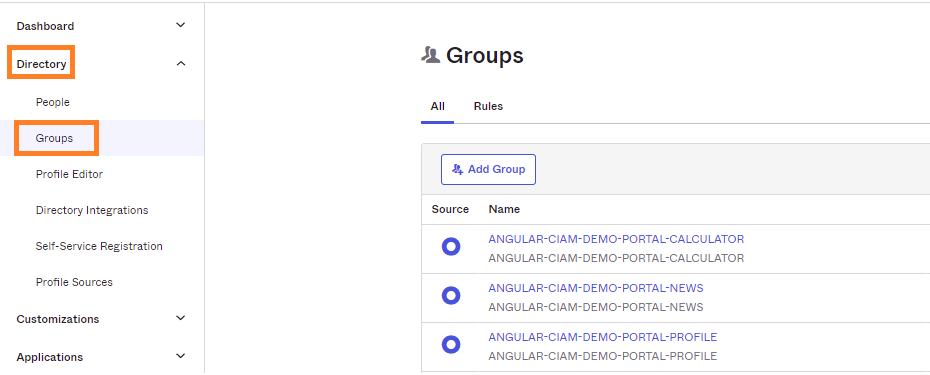 Dashboard
Directory
People
Groups
Profile Editor
Directory Integrations
Self-Service Registration
Profile Sources
Customizations
Applications
Groups
All Rules
Add Group
Source Name
ANGULAR-CIAM-DEMO-PORTAL-CALCULATOR
ANGULAR-CIAM-DEMO-PORTAL-CALCULATOR
ANGULAR-CIAM-DEMO-PORTAL-NEWS
ANGULAR-CIAM-DEMO-PORTAL-NEWS
ANGULAR-CIAM-DEMO-PORTAL-PROFILE
ANGULAR-CIAM-DEMO-PORTAL-PROFILE